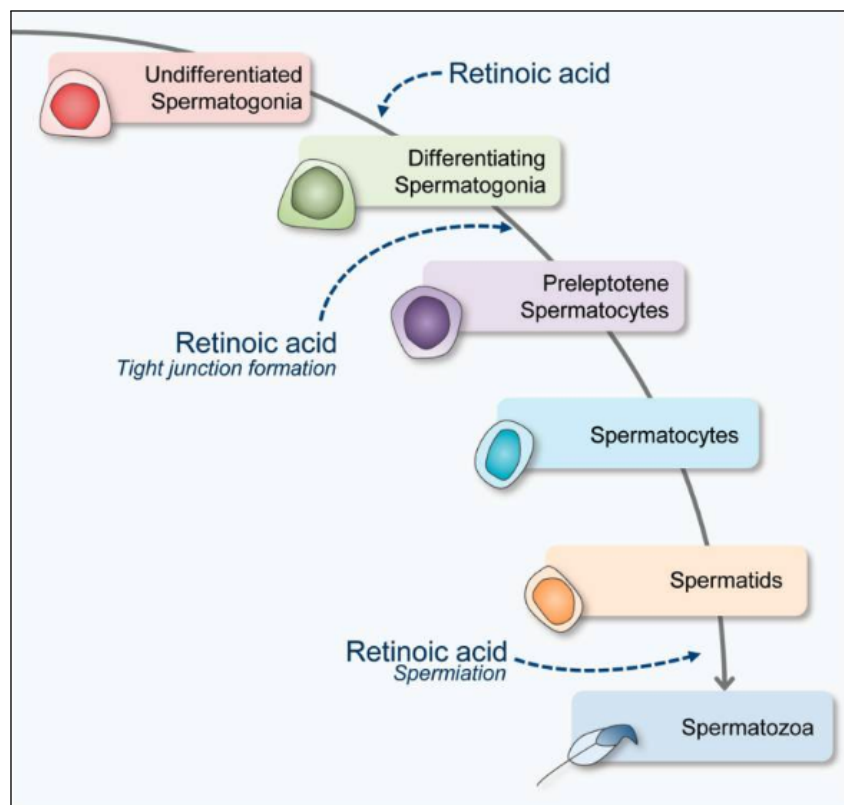 Undifferentiated
Spermatogonia
Retinoic acid
Differentiating
Spermatogonia
Preleptotene
Spermatocytes
Retinoic acid
Tight junction formation
Spermatocytes
Spermatids
Retinoic acid
Spermiation
Spermatozoa